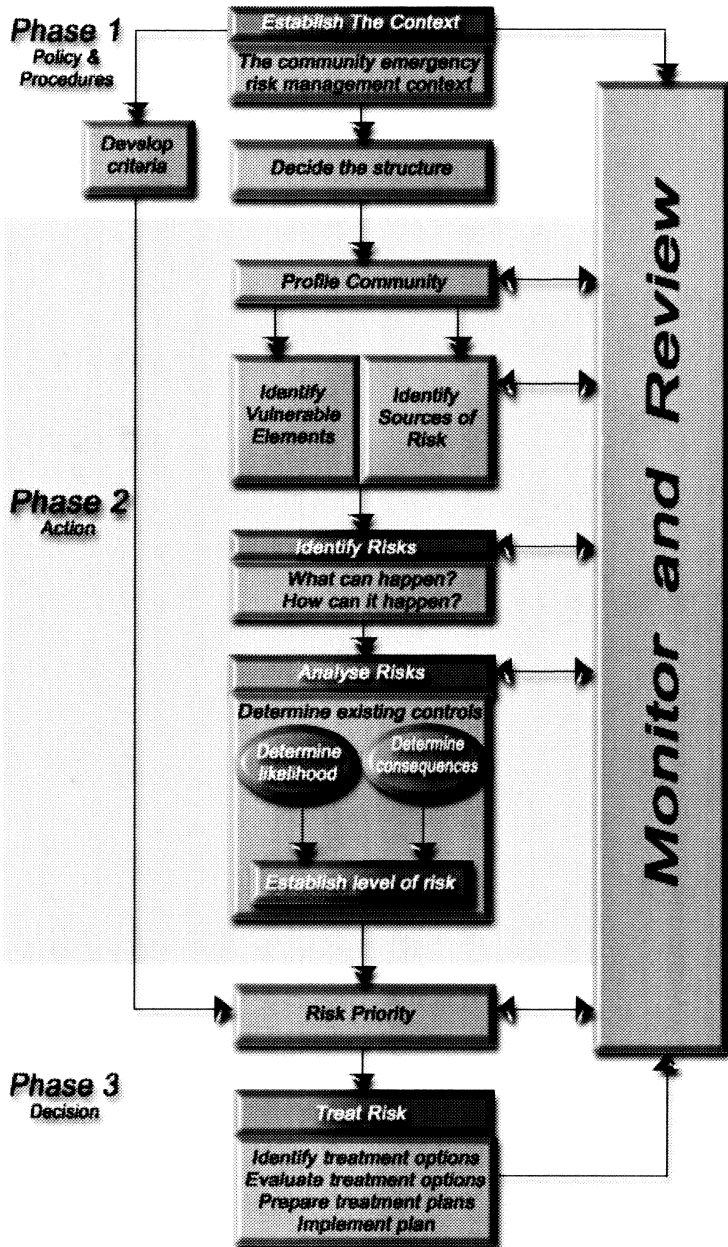 Phase 1
Policy &
Procedures
Establish The Context
The community emergency
risk management context
Develop
criteria
Decide the structure
Profile Community
Identify
Vulnerable
Elements
Identify
Sources of
Risk
Phase 2
Action
Identify Risks
What can happen?
How can it happen?
Analyse Risks
Determine existing controls
Determine
likelihood
Determine
consequences
Establish level of risk
Risk Priority
Phase 3
Decision
Treat Risk
Identify treatment options
Evaluate treatment options
Prepare treatment plans
Implement plan
Monitor and Review